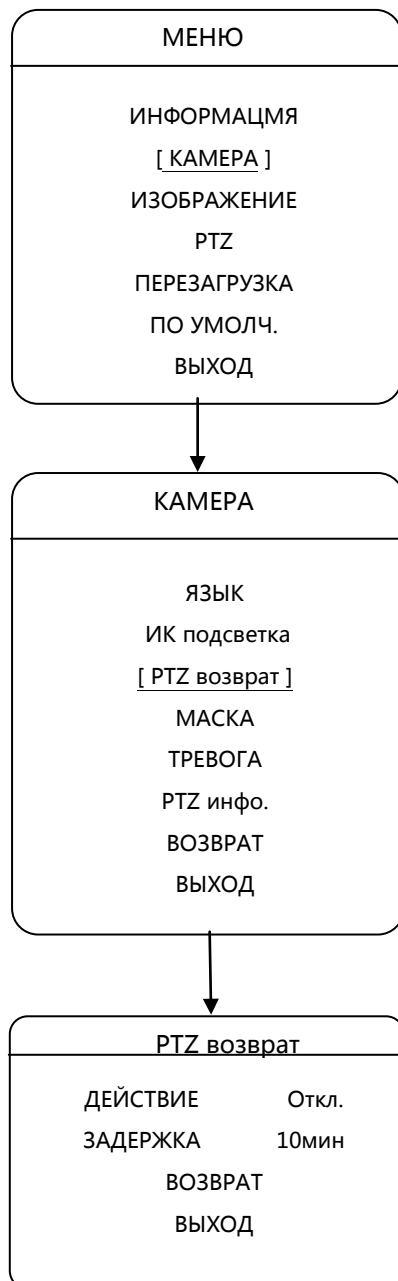 МЕНЮ
ИНФОРМАЦМЯ
[ КАМЕРА ]
ИЗОБРАЖЕНИЕ
PTZ
ПЕРЕЗАГРУЗКА
ПО УМОЛЧ.
ВЫХОД
КАМЕРА
ЯЗЫК
ИК подсветка
[ PTZ возврат ]
МАСКА
ТРЕВОГА
PTZ инфо.
ВОЗВРАТ
ВЫХОД
PTZ возврат
ДЕЙСТВИЕ Откл.
ЗАДЕРЖКА 10мин
ВОЗВРАТ
ВЫХОД